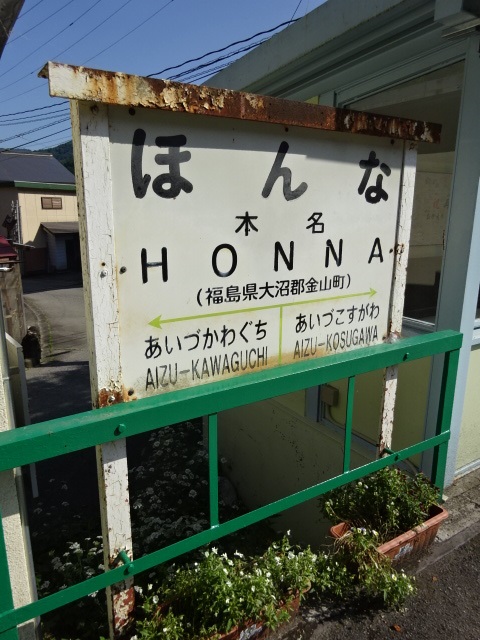 ほんな
本名
HONNA
(福島県大沼郡金山町)
あいづかわぐち あいづこすがわ
AIZU-KAWAGUCHI AIZU-KOSUGAWA